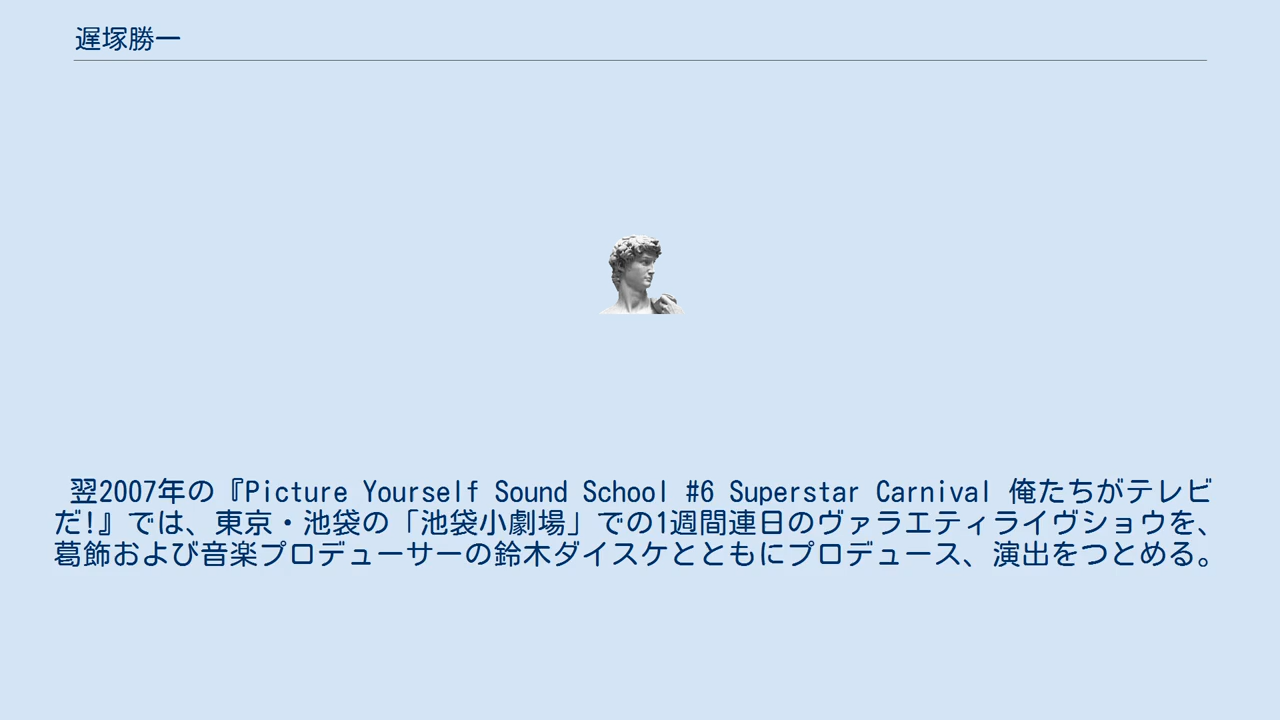 遅塚勝一
翌2007年の『Picture Yourself Sound School #6 Superstar Carnival 俺たちがテレビ
だ!』では、東京・池袋の「池袋小劇場」での1週間連日のヴァラエティライヴショウを、
葛飾および音楽プロデューサーの鈴木ダイスケとともにプロデュース、演出をつとめる。